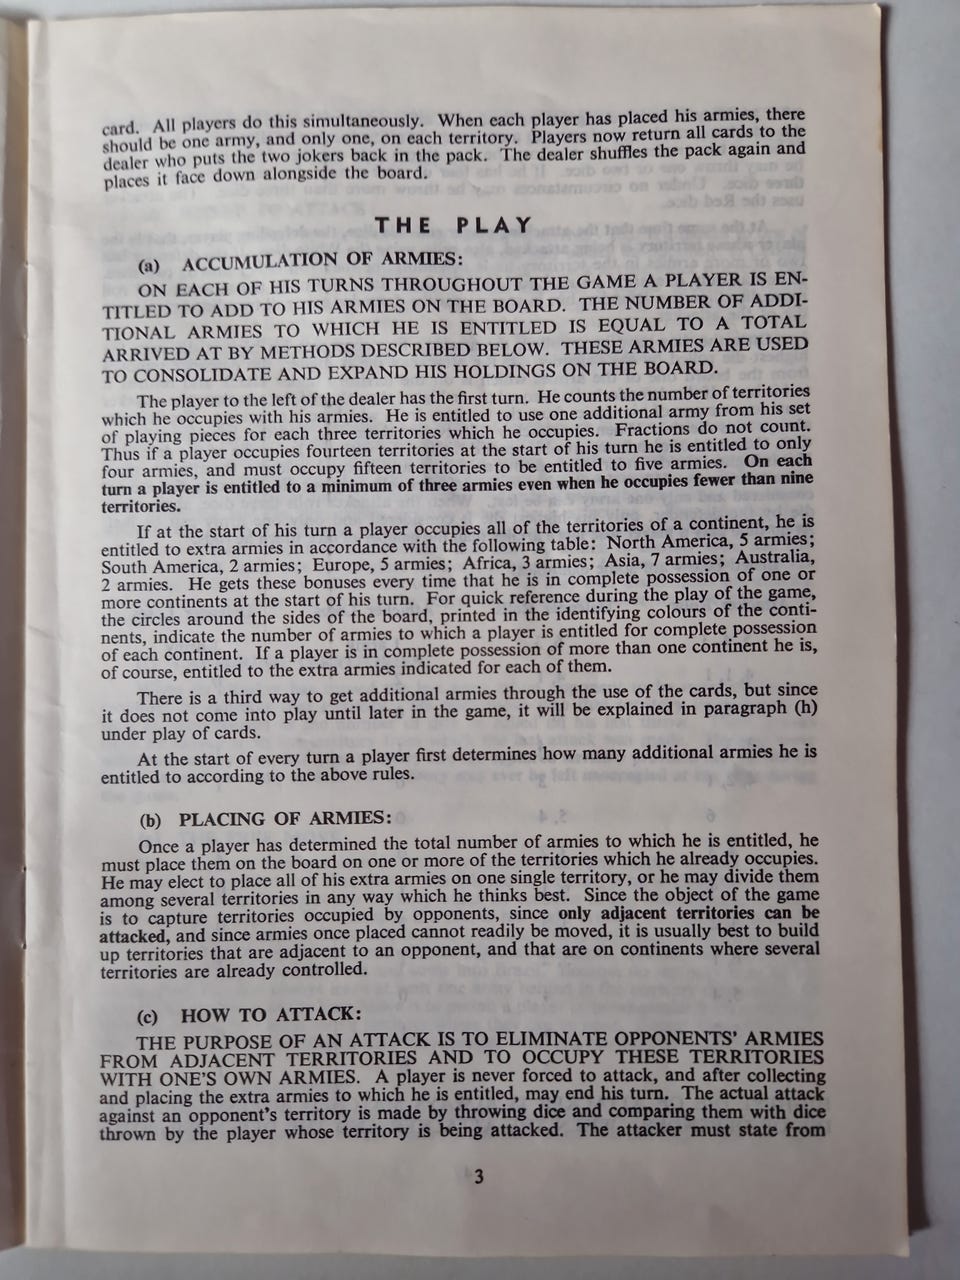 card. All players do this simultaneously. When each player has placed his armies, there
should be one army, and only one, on each territory. Players now return all cards to the
dealer who puts the two jokers back in the pack. The dealer shuffles the pack again and
places it face down alongside the board.
THE PLAY
(a) ACCUMULATION OF ARMIES:
ON EACH OF HIS TURNS THROUGHOUT THE GAME A PLAYER IS EN-
TITLED TO ADD TO HIS ARMIES ON THE BOARD. THE NUMBER OF ADDI-
TIONAL ARMIES TO WHICH HE IS ENTITLED IS EQUAL TO A TOTAL
ARRIVED AT BY METHODS DESCRIBED BELOW. THESE ARMIES ARE USED
TO CONSOLIDATE AND EXPAND HIS HOLDINGS ON THE BOARD.
The player to the left of the dealer has the first turn. He counts the number of territories
which he occupies with his armies. He is entitled to use one additional army from his set
of playing pieces for each three territories which he occupies. Fractions do not count.
Thus if a player occupies fourteen territories at the start of his turn he is entitled to only
four armies, and must occupy fifteen territories to be entitled to five armies. On each
turn a player is entitled to a minimum of three armies even when he occupies fewer than nine
territories.
If at the start of his turn a player occupies all of the territories of a continent, he is
entitled to extra armies in accordance with the following table: North America, 5 armies;
South America, 2 armies; Europe, 5 armies; Africa, 3 armies; Asia, 7 armies; Australia,
2 armies. He gets these bonuses every time that he is in complete possession of one or
more continents at the start of his turn. For quick reference during the play of the game,
the circles around the sides of the board, printed in the identifying colours of the conti-
nents, indicate the number of armies to which a player is entitled for complete possession
of each continent. If a player is in complete possession of more than one continent he is,
of course, entitled to the extra armies indicated for each of them.
There is a third way to get additional armies through the use of the cards, but since
it does not come into play until later in the game, it will be explained in paragraph (h)
under play of cards.
At the start of every turn a player first determines how many additional armies he is
entitled to according to the above rules.
(b) PLACING OF ARMIES:
Once a player has determined the total number of armies to which he is entitled, he
must place them on the board on one or more of the territories which he already occupies.
He may elect to place all of his extra armies on one single territory, or he may divide them
among several territories in any way which he thinks best. Since the object of the game
is to capture territories occupied by opponents, since only adjacent territories can be
attacked, and since armies once placed cannot readily be moved, it is usually best to build
up territories that are adjacent to an opponent, and that are on continents where several
territories are already controlled.
(c) HOW TO ATTACK:
THE PURPOSE OF AN ATTACK IS TO ELIMINATE OPPONENTS' ARMIES
FROM ADJACENT TERRITORIES AND TO OCCUPY THESE TERRITORIES
WITH ONE'S OWN ARMIES. A player is never forced to attack, and after collecting
and placing the extra armies to which he is entitled, may end his turn. The actual attack
against an opponent's territory is made by throwing dice and comparing them with dice
thrown by the player whose territory is being attacked. The attacker must state from
3